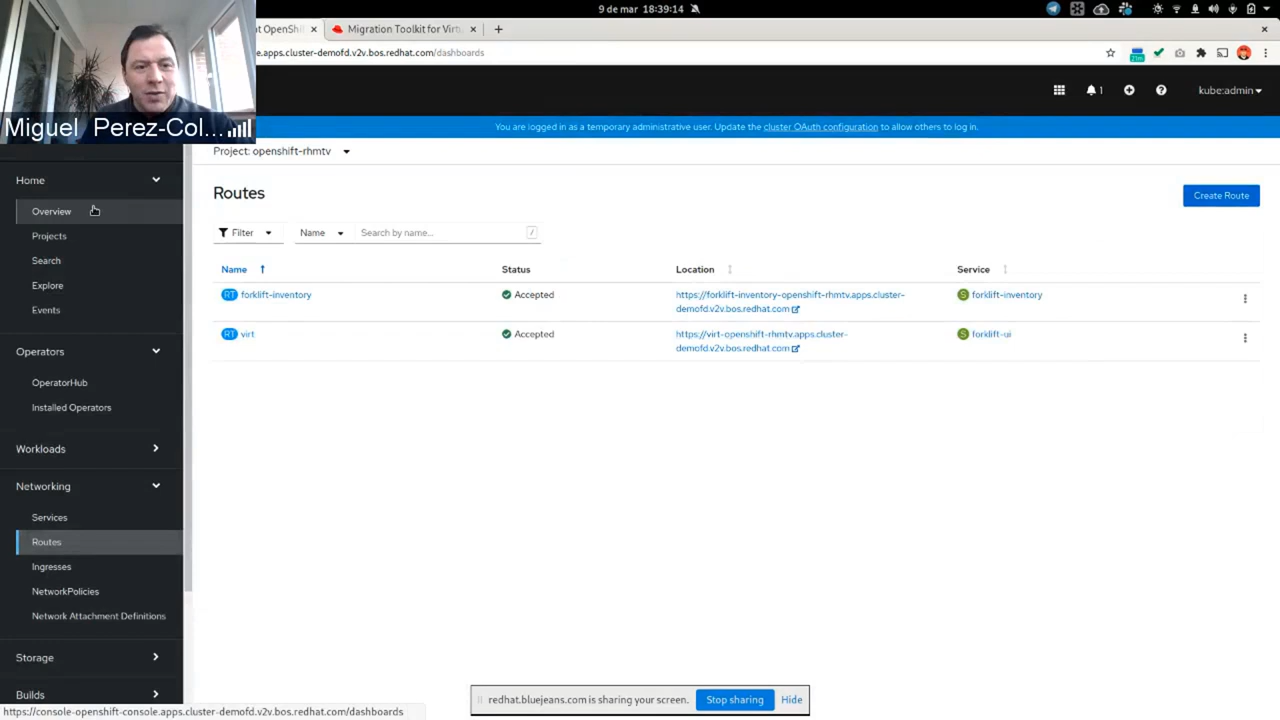 9 de mar 18:39:14
at OpenShif
Migration Toolkit for Virtu
e.apps.cluster-demofd.v2v.bos.redhat.com/dashboards
Miguel Perez-Col...
1
kube:admin
You are logged in as a temporary administrative user. Update the cluster OAuth configuration to allow others to log in.
Project: openshift-rhmtv
Home
Overview
Projects
Search
Explore
Events
Operators
OperatorHub
Installed Operators
Workloads
Networking
Services
Routes
Ingresses
NetworkPolicies
Network Attachment Definitions
Storage
Builds
Routes
Create Route
Filter
Name
Search by name...
/
Name
Status
Location
Service
RT forklift-inventory
Accepted
https://forklift-inventory-openshift-rhmtv.apps.cluster-
demofd.v2v.bos.redhat.com
S forklift-inventory
RT virt
Accepted
https://virt-openshift-rhmtv.apps.cluster-
demofd.v2v.bos.redhat.com
S forklift-ui
redhat.bluejeans.com is sharing your screen.
Stop sharing
Hide
https://console-openshift-console.apps.cluster-demofd.v2v.bos.redhat.com/dashboards